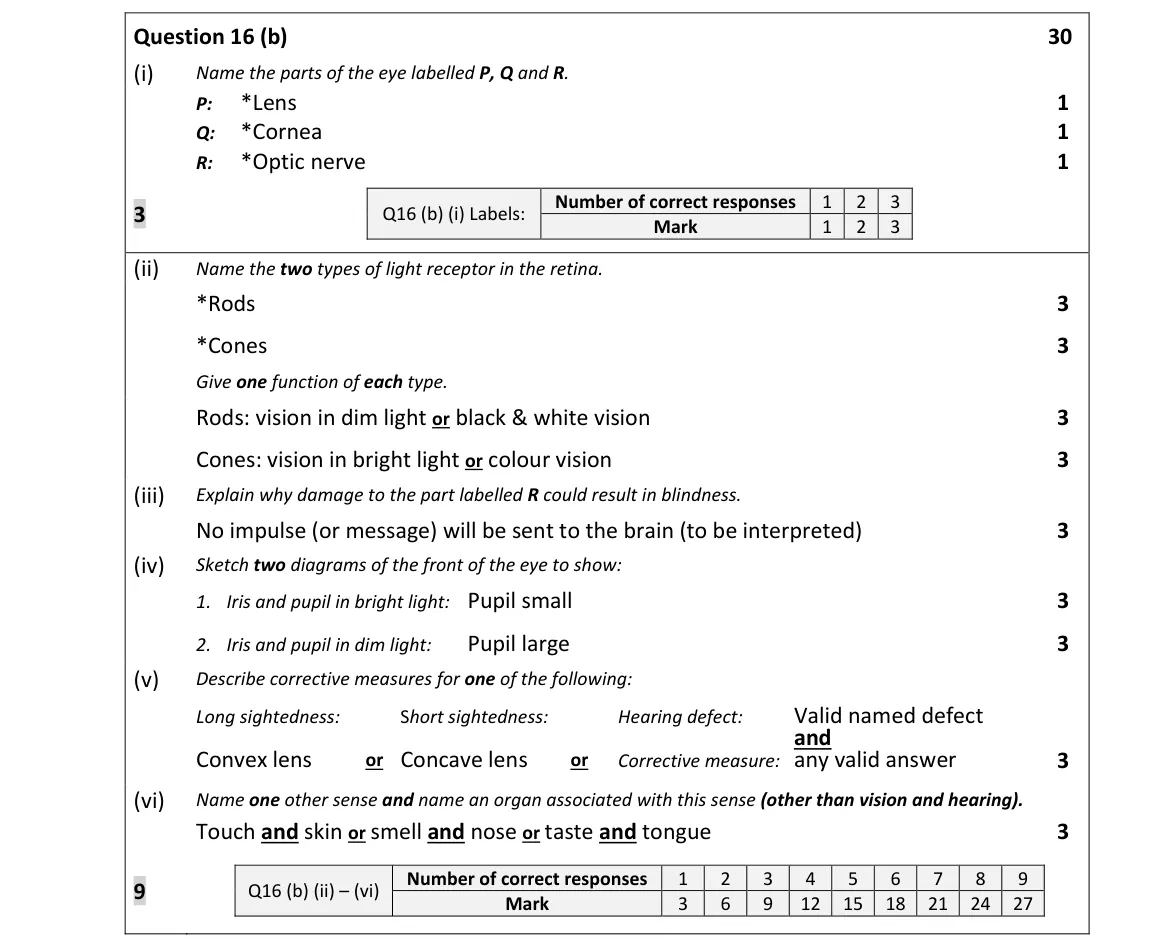 Question 16 (b) 30
(i) Name the parts of the eye labelled P, Q and R.
P: *Lens 1
Q: *Cornea 1
R: *Optic nerve 1
3 Q16 (b) (i) Labels: Number of correct responses 1 2 3
Mark 1 2 3
(ii) Name the two types of light receptor in the retina.
*Rods 3
*Cones 3
Give one function of each type.
Rods: vision in dim light or black & white vision 3
Cones: vision in bright light or colour vision 3
(iii) Explain why damage to the part labelled R could result in blindness.
No impulse (or message) will be sent to the brain (to be interpreted) 3
(iv) Sketch two diagrams of the front of the eye to show:
1. Iris and pupil in bright light: Pupil small 3
2. Iris and pupil in dim light: Pupil large 3
(v) Describe corrective measures for one of the following:
Long sightedness: Short sightedness: Hearing defect: Valid named defect
and
Convex lens or Concave lens or Corrective measure: any valid answer 3
(vi) Name one other sense and name an organ associated with this sense (other than vision and hearing).
Touch and skin or smell and nose or taste and tongue 3
9 Q16 (b) (ii) – (vi) Number of correct responses 1 2 3 4 5 6 7 8 9
Mark 3 6 9 12 15 18 21 24 27